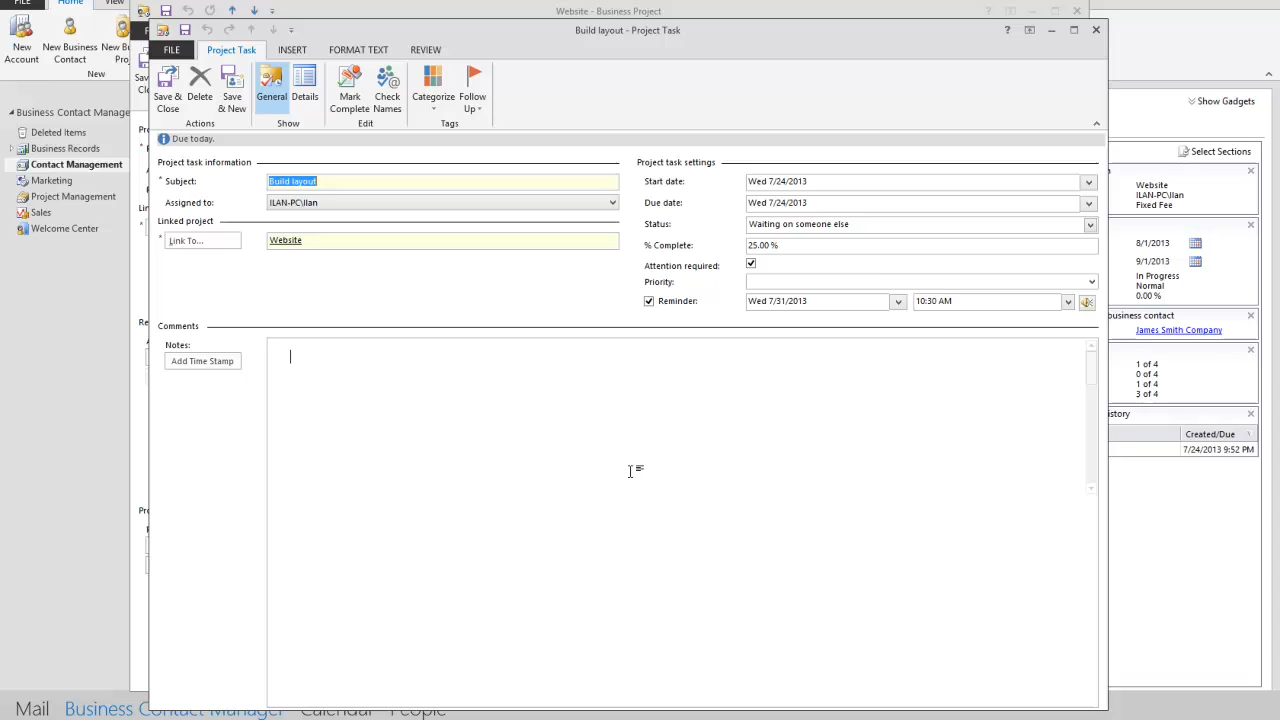 FILE Home View
Website - Business Project
Build layout - Project Task
FILE Project Task INSERT FORMAT TEXT REVIEW
New Account
New Business Contact
New
Save & Close
Delete
Save & New
General
Details
Mark Complete
Check Names
Categorize
Follow Up
Actions Show Edit Tags
Due today.
Business Contact Manage
Deleted Items
Business Records
Contact Management
Marketing
Project Management
Sales
Welcome Center
Project task information
* Subject: Build layout
Assigned to: ILAN-PC\Ilan
Linked project
* Link To... Website
Project task settings
Start date: Wed 7/24/2013
Due date: Wed 7/24/2013
Status: Waiting on someone else
% Complete: 25.00 %
Attention required:
Priority:
Reminder: Wed 7/31/2013 10:30 AM
Comments
Notes:
Add Time Stamp
Show Gadgets
Select Sections
Website
ILAN-PC\Ilan
Fixed Fee
8/1/2013
9/1/2013
In Progress
Normal
0.00 %
business contact
James Smith Company
1 of 4
0 of 4
1 of 4
3 of 4
Created/Due
7/24/2013 9:52 PM
Mail Business Contact Manager Calendar People